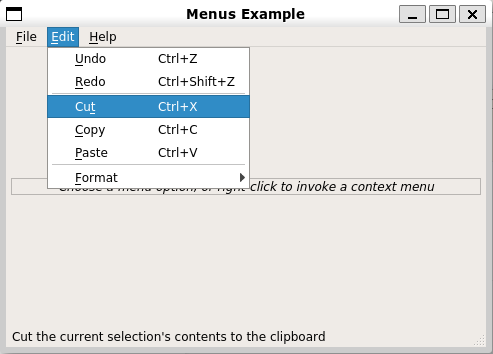 Menus Example
File Edit Help
Undo Ctrl+Z
Redo Ctrl+Shift+Z
Cut Ctrl+X
Copy Ctrl+C
Paste Ctrl+V
Format
Choose a menu option, or right-click to invoke a context menu
Cut the current selection's contents to the clipboard